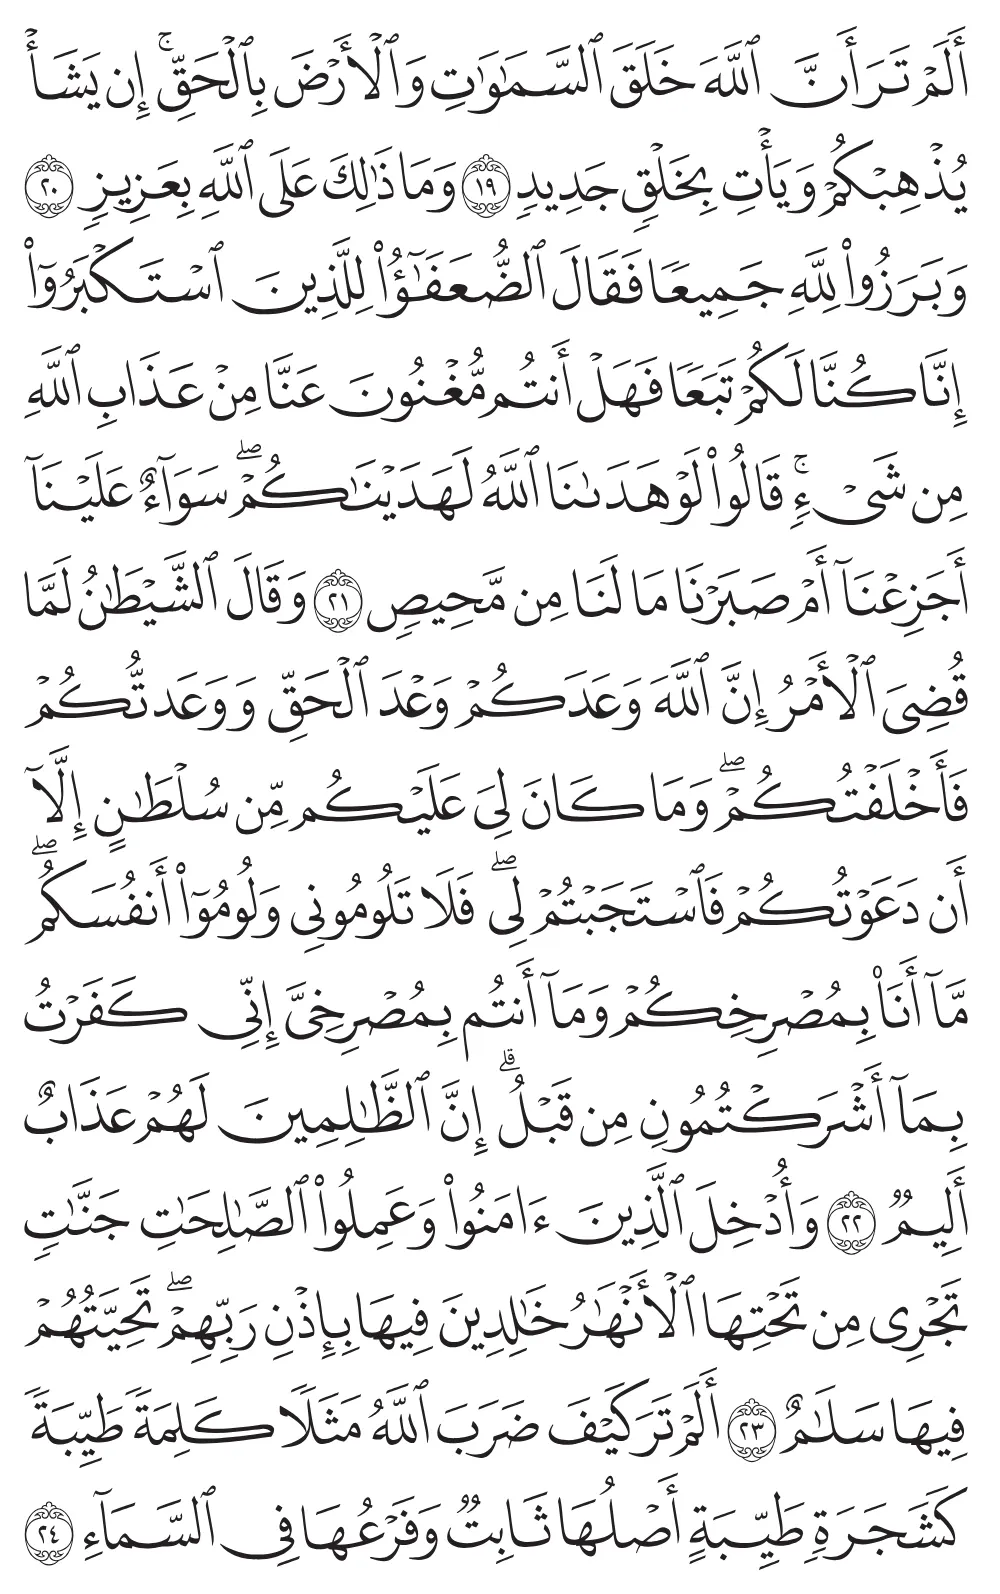 أَلَمۡ تَرَ أَنَّ ٱللَّهَ خَلَقَ ٱلسَّمَٰوَٰتِ وَٱلۡأَرۡضَ بِٱلۡحَقِّۚ إِن يَشَأۡ
يُذۡهِبۡكُمۡ وَيَأۡتِ بِخَلۡقٖ جَدِيدٖ ١٩ وَمَا ذَٰلِكَ عَلَى ٱللَّهِ بِعَزِيزٖ ٢٠
وَبَرَزُواْ لِلَّهِ جَمِيعٗا فَقَالَ ٱلضُّعَفَٰٓؤُاْ لِلَّذِينَ ٱسۡتَكۡبَرُوٓاْ
إِنَّا كُنَّا لَكُمۡ تَبَعٗا فَهَلۡ أَنتُم مُّغۡنُونَ عَنَّا مِنۡ عَذَابِ ٱللَّهِ
مِن شَيۡءٖۚ قَالُواْ لَوۡ هَدَىٰنَا ٱللَّهُ لَهَدَيۡنَٰكُمۡۖ سَوَآءٌ عَلَيۡنَآ
أَجَزِعۡنَآ أَمۡ صَبَرۡنَا مَا لَنَا مِن مَّحِيصٖ ٢١ وَقَالَ ٱلشَّيۡطَٰنُ لَمَّا
قُضِيَ ٱلۡأَمۡرُ إِنَّ ٱللَّهَ وَعَدَكُمۡ وَعۡدَ ٱلۡحَقِّ وَوَعَدتُّكُمۡ
فَأَخۡلَفۡتُكُمۡۖ وَمَا كَانَ لِيَ عَلَيۡكُم مِّن سُلۡطَٰنٍ إِلَّآ
أَن دَعَوۡتُكُمۡ فَٱسۡتَجَبۡتُمۡ لِيۖ فَلَا تَلُومُونِي وَلُومُوٓاْ أَنفُسَكُمۖ
مَّآ أَنَا۠ بِمُصۡرِخِكُمۡ وَمَآ أَنتُم بِمُصۡرِخِيَّ إِنِّي كَفَرۡتُ
بِمَآ أَشۡرَكۡتُمُونِ مِن قَبۡلُۗ إِنَّ ٱلظَّٰلِمِينَ لَهُمۡ عَذَابٌ
أَلِيمٞ ٢٢ وَأُدۡخِلَ ٱلَّذِينَ ءَامَنُواْ وَعَمِلُواْ ٱلصَّٰلِحَٰتِ جَنَّٰتٖ
تَجۡرِي مِن تَحۡتِهَا ٱلۡأَنۡهَٰرُ خَٰلِدِينَ فِيهَا بِإِذۡنِ رَبِّهِمۡۖ تَحِيَّتُهُمۡ
فِيهَا سَلَٰمٌ ٢٣ أَلَمۡ تَرَ كَيۡفَ ضَرَبَ ٱللَّهُ مَثَلٗا كَلِمَةٗ طَيِّبَةٗ
كَشَجَرَةٖ طَيِّبَةٍ أَصۡلُهَا ثَابِتٞ وَفَرۡعُهَا فِي ٱلسَّمَآءِ ٢٤